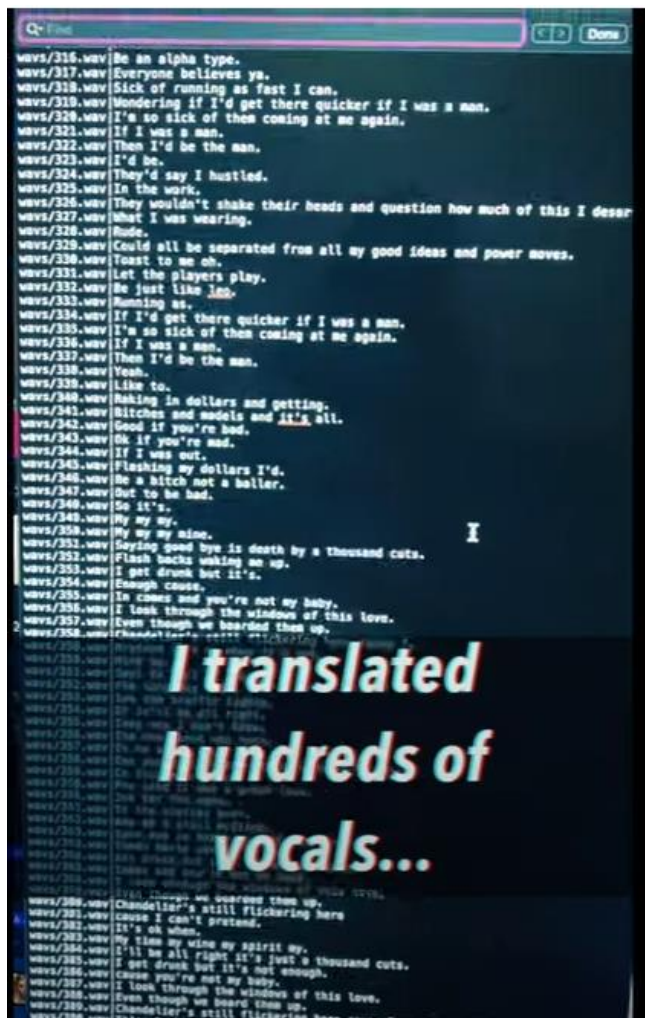 Find
Done
wavs/316.wav|Be an alpha type.
wavs/317.wav|Everyone believes ya.
wavs/318.wav|Sick of running as fast I can.
wavs/319.wav|Wondering if I'd get there quicker if I was a man.
wavs/320.wav|I'm so sick of them coming at me again.
wavs/321.wav|If I was a man.
wavs/322.wav|Then I'd be the man.
wavs/323.wav|I'd be.
wavs/324.wav|They'd say I hustled.
wavs/325.wav|In the work.
wavs/326.wav|They wouldn't shake their heads and question how much of this I deser
wavs/327.wav|What I was wearing.
wavs/328.wav|Rude.
wavs/329.wav|Could all be separated from all my good ideas and power moves.
wavs/330.wav|Toast to me oh.
wavs/331.wav|Let the players play.
wavs/332.wav|Be just like leo.
wavs/333.wav|Running as.
wavs/334.wav|If I'd get there quicker if I was a man.
wavs/335.wav|I'm so sick of them coming at me again.
wavs/336.wav|If I was a man.
wavs/337.wav|Then I'd be the man.
wavs/338.wav|Yeah.
wavs/339.wav|Like to.
wavs/340.wav|Raking in dollars and getting.
wavs/341.wav|Bitches and models and it's all.
wavs/342.wav|Good if you're bad.
wavs/343.wav|Ok if you're mad.
wavs/344.wav|If I was out.
wavs/345.wav|Flashing my dollars I'd.
wavs/346.wav|Be a bitch not a baller.
wavs/347.wav|Out to be bad.
wavs/348.wav|So it's.
wavs/349.wav|My my my.
wavs/350.wav|My my my mine.
wavs/351.wav|Saying good bye is death by a thousand cuts.
wavs/352.wav|Flash backs waking me up.
wavs/353.wav|I get drunk but it's.
wavs/354.wav|Enough cause.
wavs/355.wav|In comes and you're not my baby.
wavs/356.wav|I look through the windows of this love.
wavs/357.wav|Even though we boarded them up.
wavs/358.wav|Chandelier's still flickering
I translated
hundreds of
vocals...
Even though we boarded them up.
wavs/380.wav|Chandelier's still flickering here
wavs/381.wav|cause I can't pretend.
wavs/382.wav|It's ok when.
wavs/383.wav|My time my wine my spirit my.
wavs/384.wav|I'll be all right it's just a thousand cuts.
wavs/385.wav|I get drunk but it's not enough.
wavs/386.wav|Cause you're not my baby.
wavs/387.wav|I look through the windows of this love.
wavs/388.wav|Even though we board them up.
wavs/389.wav|Chandelier's still flickering here